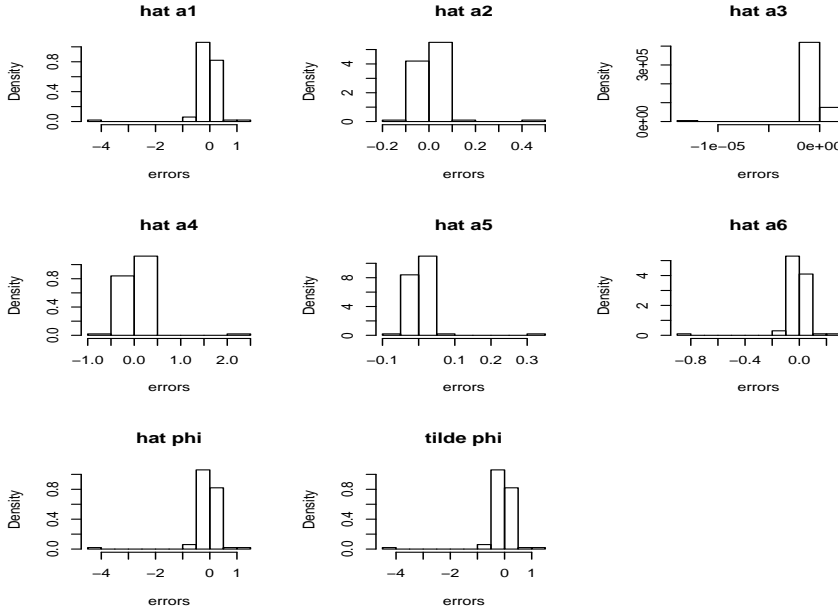 hat a1
Density
0.0 0.4 0.8
−4 −2 0 1
errors
hat a2
Density
0 2 4
−0.2 0.0 0.2 0.4
errors
hat a3
Density
0e+00 3e+05
−1e−05 0e+00
errors
hat a4
Density
0.0 0.4 0.8
−1.0 0.0 1.0 2.0
errors
hat a5
Density
0 4 8
−0.1 0.1 0.2 0.3
errors
hat a6
Density
0 2 4
−0.8 −0.4 0.0
errors
hat phi
Density
0.0 0.4 0.8
−4 −2 0 1
errors
tilde phi
Density
0.0 0.4 0.8
−4 −2 0 1
errors